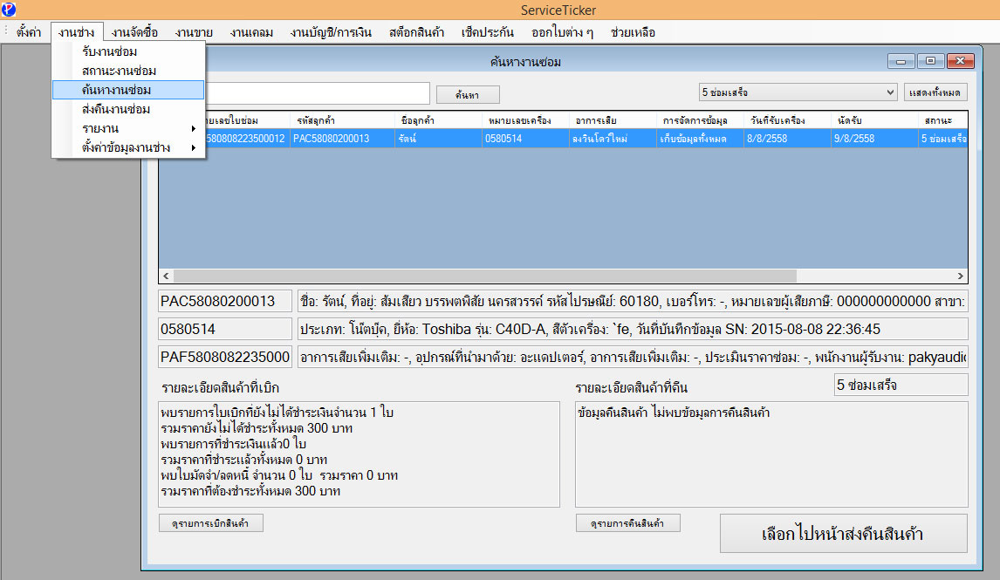 ServiceTicker
ตั้งค่า งานช่าง งานจัดซื้อ งานขาย งานเคลม งานบัญชี/การเงิน สต็อกสินค้า เช็คประกัน ออกใบต่าง ๆ ช่วยเหลือ
รับงานซ่อม
สถานะงานซ่อม
ค้นหางานซ่อม
ส่งคืนงานซ่อม
รายงาน
ตั้งค่าข้อมูลงานช่าง
ค้นหางานซ่อม
ค้นหา 5 ซ่อมเสร็จ แสดงทั้งหมด
รหัสลูกค้า ชื่อลูกค้า หมายเลขเครื่อง อาการเสีย การจัดการข้อมูล วันที่รับเครื่อง นัดรับ สถานะ
580808223500012 PAC58080200013 รัตน์ 0580514 ลงวินโดว์ใหม่ เก็บข้อมูลทั้งหมด 8/8/2558 9/8/2558 5 ซ่อมเสร็จ
PAC58080200013 ชื่อ: รัตน์, ที่อยู่: ส้มเสี้ยว บรรพตพิสัย นครสวรรค์ รหัสไปรษณีย์: 60180, เบอร์โทร: -, หมายเลขผู้เสียภาษี: 000000000000 สาขา:
0580514 ประเภท: โน็ตบุ๊ค, ยี่ห้อ: Toshiba รุ่น: C40D-A, สีตัวเครื่อง: `fe, วันที่บันทึกข้อมูล SN: 2015-08-08 22:36:45
PAF5808082235000 อาการเสียเพิ่มเติม: -, อุปกรณ์ที่นำมาด้วย: อะแดปเตอร์, อาการเสียเพิ่มเติม: -, ประเมินราคาซ่อม: -, พนักงานผู้รับงาน: pakyaudio
รายละเอียดสินค้าที่เบิก รายละเอียดสินค้าที่คืน 5 ซ่อมเสร็จ
พบรายการใบเบิกที่ยังไม่ได้ชำระเงินจำนวน 1 ใบ
รวมราคายังไม่ได้ชำระทั้งหมด 300 บาท
พบรายการที่ชำระเงินแล้ว0 ใบ
รวมราคาที่ชำระแล้วทั้งหมด 0 บาท
พบใบมัดจำ/ลดหนี้ จำนวน 0 ใบ รวมราคา 0 บาท
รวมราคาที่ต้องชำระทั้งหมด 300 บาท
ข้อมูลคืนสินค้า ไม่พบข้อมูลการคืนสินค้า
ดูรายการเบิกสินค้า ดูรายการคืนสินค้า เลือกไปหน้าส่งคืนสินค้า